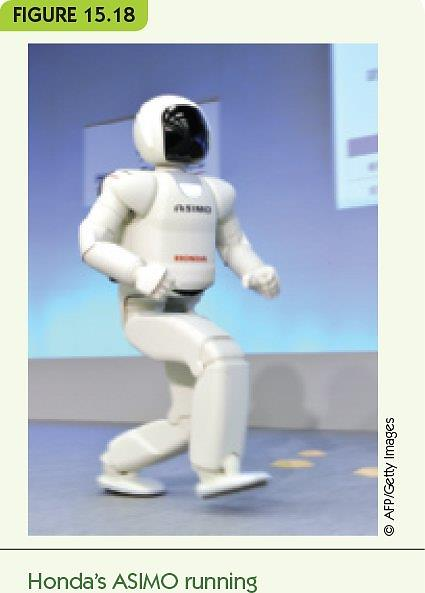 FIGURE 15.18
ASIMO
HONDA
© AFP/Getty Images
Honda's ASIMO running